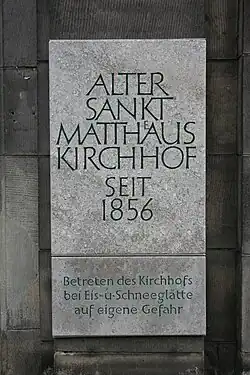 ALTER
SANKT
MATTHÄUS
KIRCHHOF
SEIT
1856
Betreten des Kirchhofs
bei Eis-u-Schneeglätte
auf eigene Gefahr